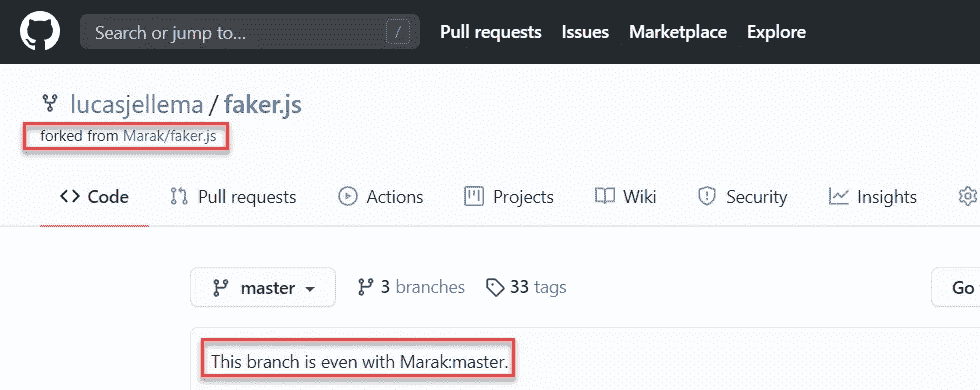 Search or jump to... / Pull requests Issues Marketplace Explore
lucasjellema / faker.js
forked from Marak/faker.js
Code Pull requests Actions Projects Wiki Security Insights
master 3 branches 33 tags Go
This branch is even with Marak:master.